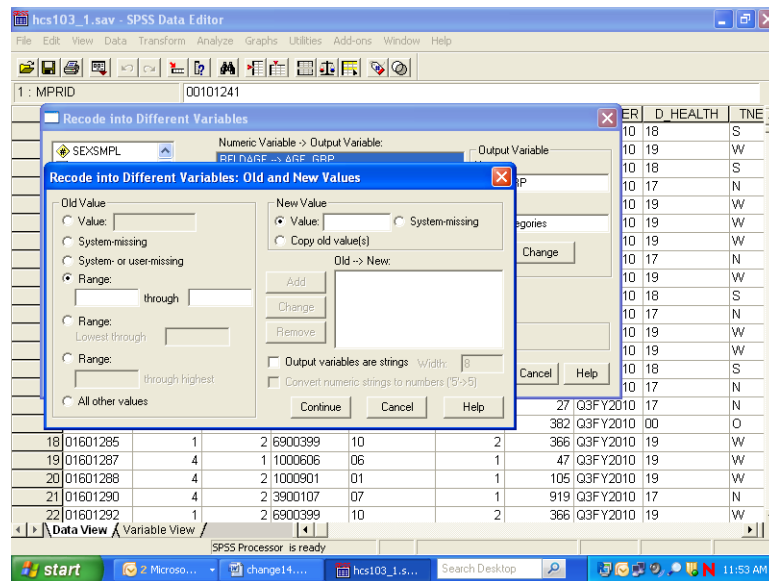 hcs103_1.sav - SPSS Data Editor
File Edit View Data Transform Analyze Graphs Utilities Add-ons Window Help
1 : MPRID 00101241
ER D_HEALTH TNE
Recode into Different Variables
SEXSMPL
Numeric Variable -> Output Variable:
Output Variable
egories
Change
Cancel Help
Recode into Different Variables: Old and New Values
Old Value
Value:
System-missing
System- or user-missing
Range:
through
Range:
Lowest through
Range:
through highest
All other values
New Value
Value: System-missing
Copy old value(s)
Old --> New:
Add
Change
Remove
Output variables are strings Width: 8
Convert numeric strings to numbers ('5'->5)
Continue Cancel Help
10 18 S
10 19 W
10 18 S
10 17 N
10 19 W
10 19 W
10 19 W
10 17 N
10 19 W
10 18 S
10 17 N
10 19 W
10 19 W
10 18 S
10 17 N
27 Q3FY2010 17 N
382 Q3FY2010 00 O
18 01601285 1 2 6900399 10 2 366 Q3FY2010 19 W
19 01601287 4 1 1000606 06 1 47 Q3FY2010 19 W
20 01601288 4 2 1000901 01 1 105 Q3FY2010 19 W
21 01601290 4 2 3900107 07 1 919 Q3FY2010 17 N
22 01601292 1 2 6900399 10 2 366 Q3FY2010 19 W
Data View Variable View
SPSS Processor is ready
start 2 Microso... change14.... hcs103_1.s... Search Desktop N 11:53 AM